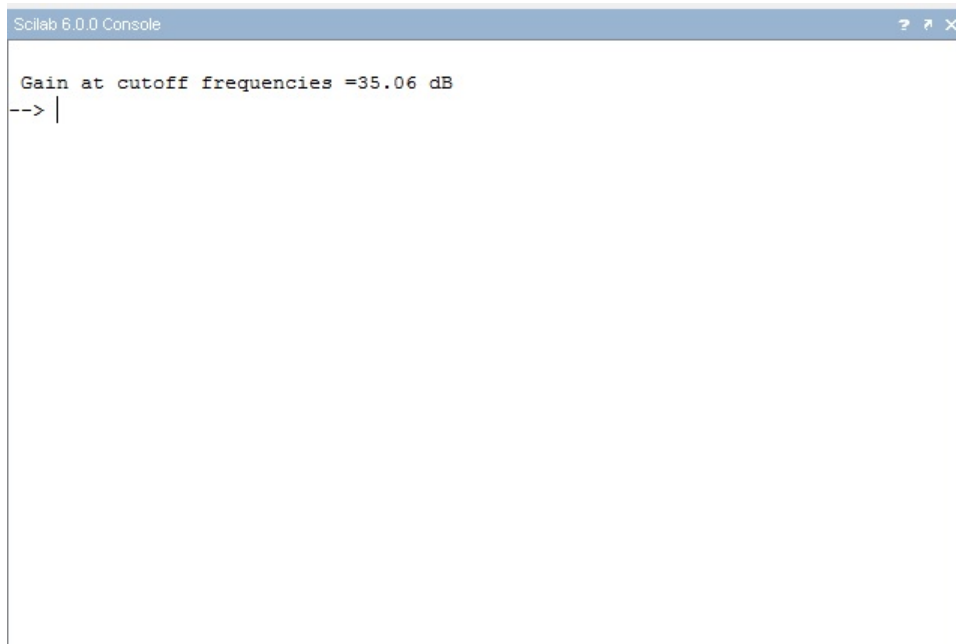 Scilab 6.0.0 Console
Gain at cutoff frequencies =35.06 dB
-->